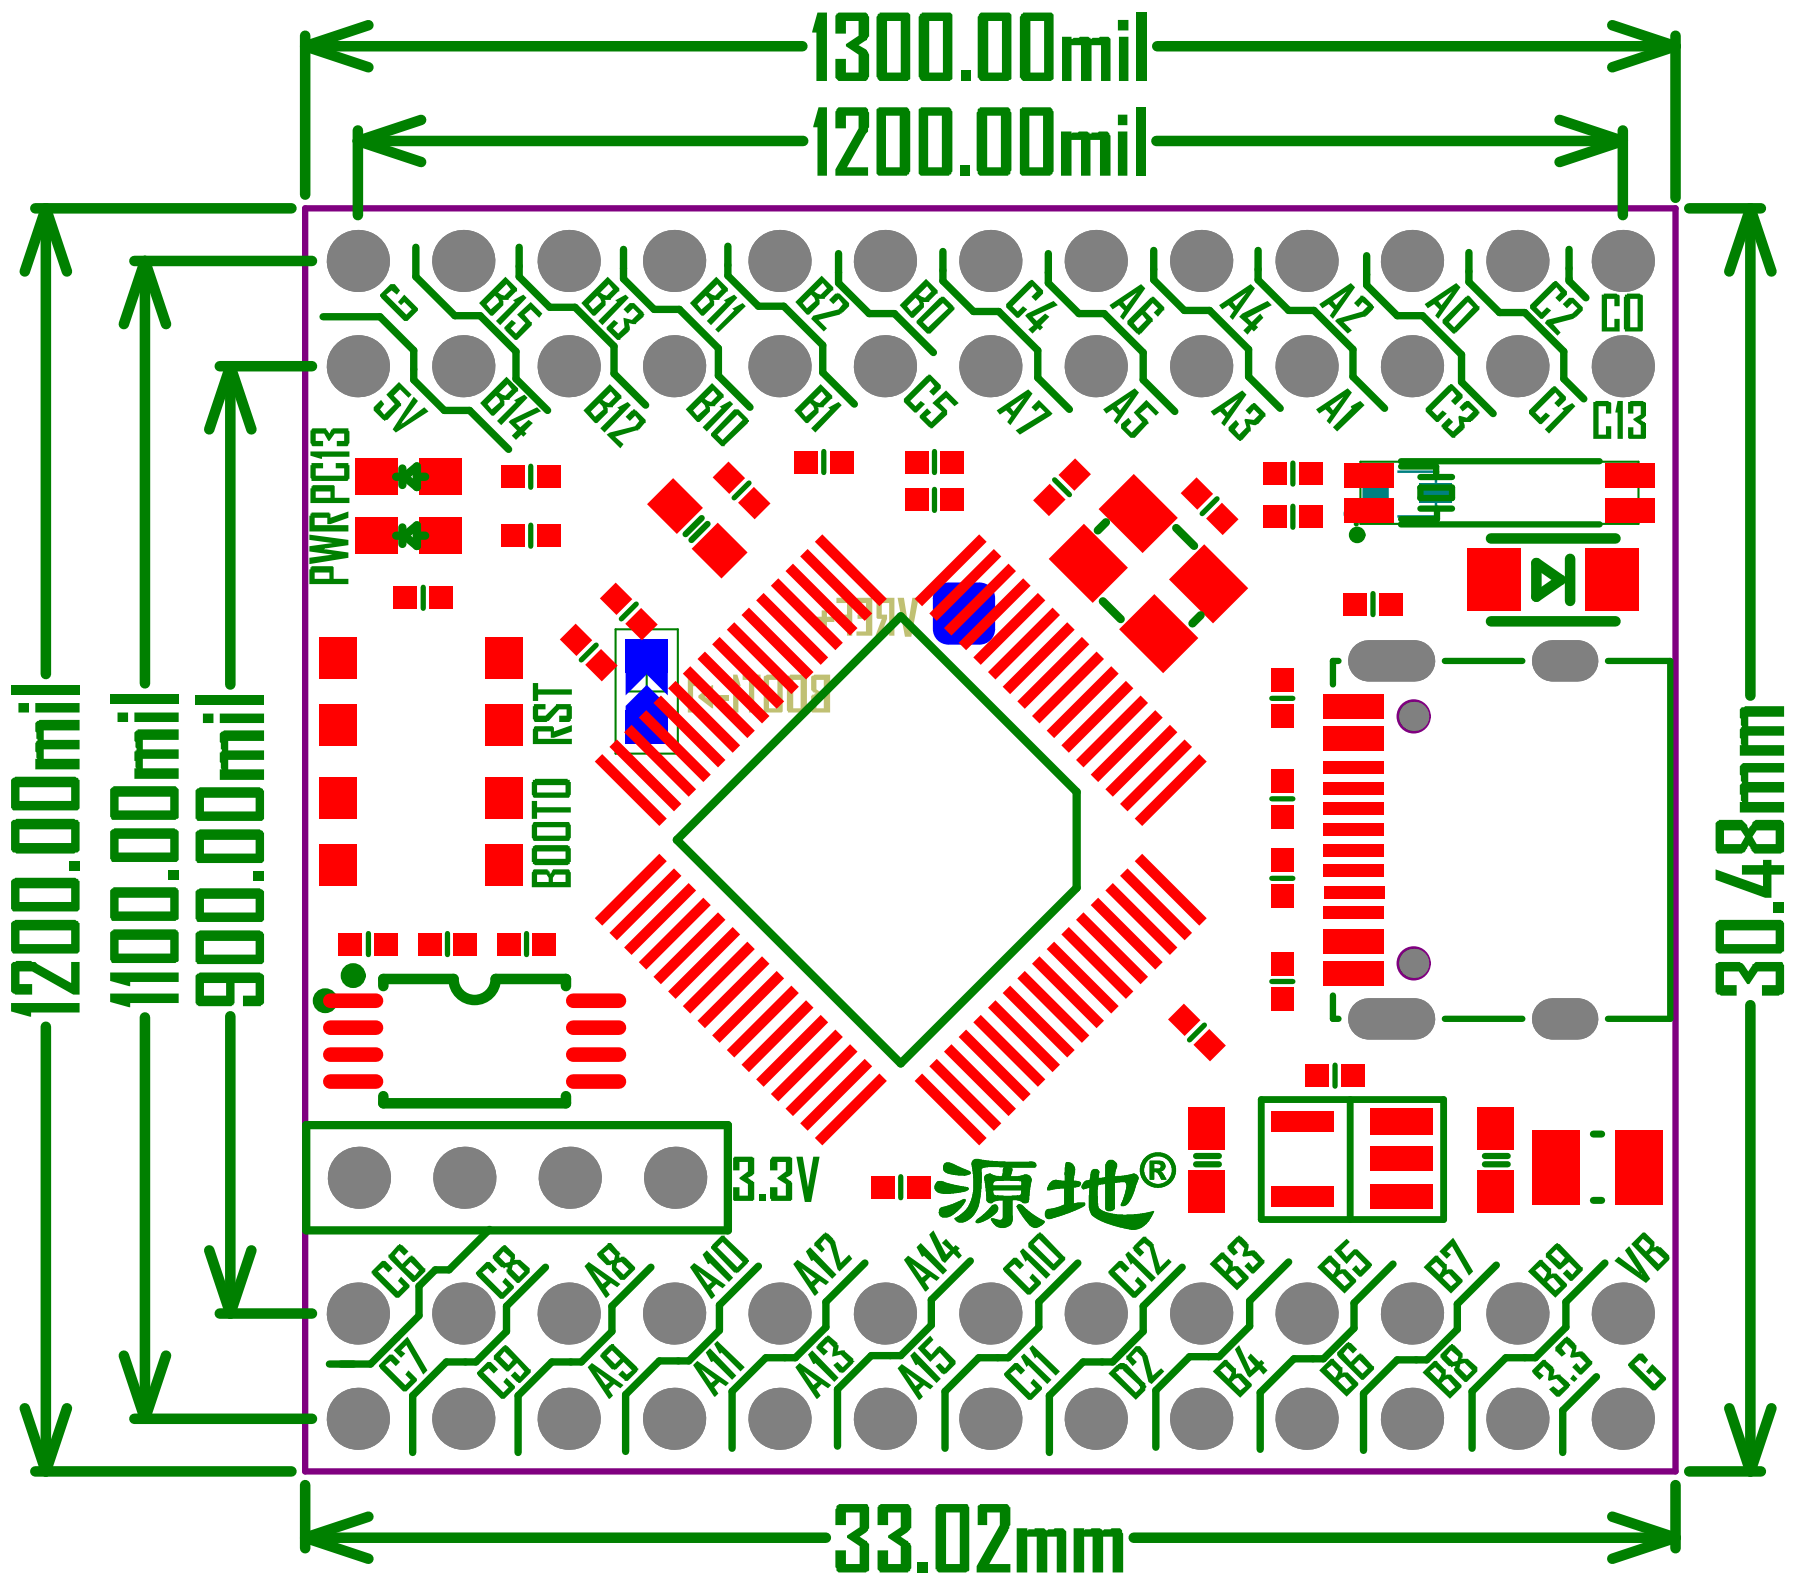 1300.00mil
1200.00mil
G B15 B13 B11 B2 B0 C4 A6 A4 A2 A0 C2 C0
5V B14 B12 B10 B1 C5 A7 A5 A3 A1 C3 C1 C13
PWR PC13
VREF+
BOOT1
RST
BOOT0
1200.00mil
1100.00mil
900.00mil
30.48mm
3.3V
源地®
C6 C8 A8 A10 A12 A14 C10 C12 B3 B5 B7 B9 VB
C7 C9 A9 A11 A13 A15 C11 D2 B4 B6 B8 3.3 G
33.02mm